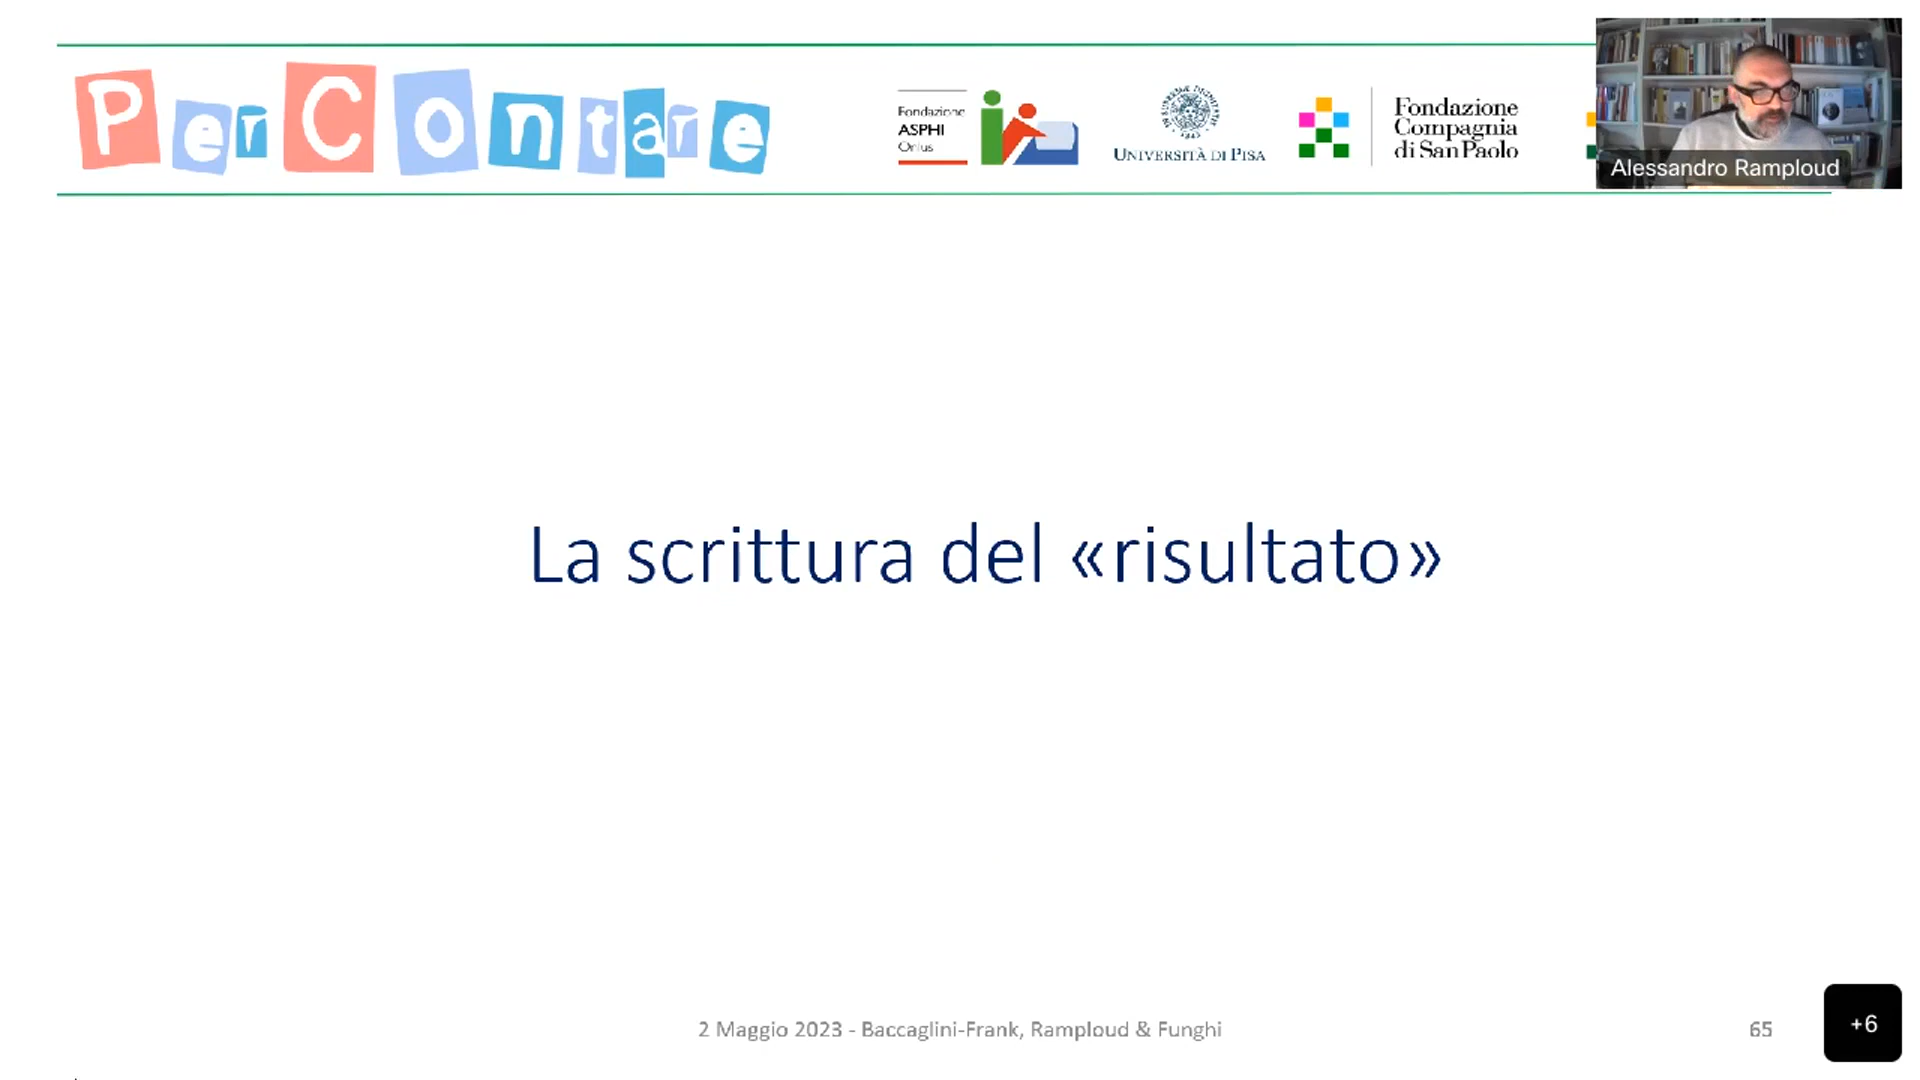 PerContare
Fondazione
ASPHI
Onlus
UNIVERSITÀ DI PISA
Fondazione
Compagnia
di San Paolo
Alessandro Ramploud
La scrittura del «risultato»
2 Maggio 2023 - Baccaglini-Frank, Ramploud & Funghi
65
+6